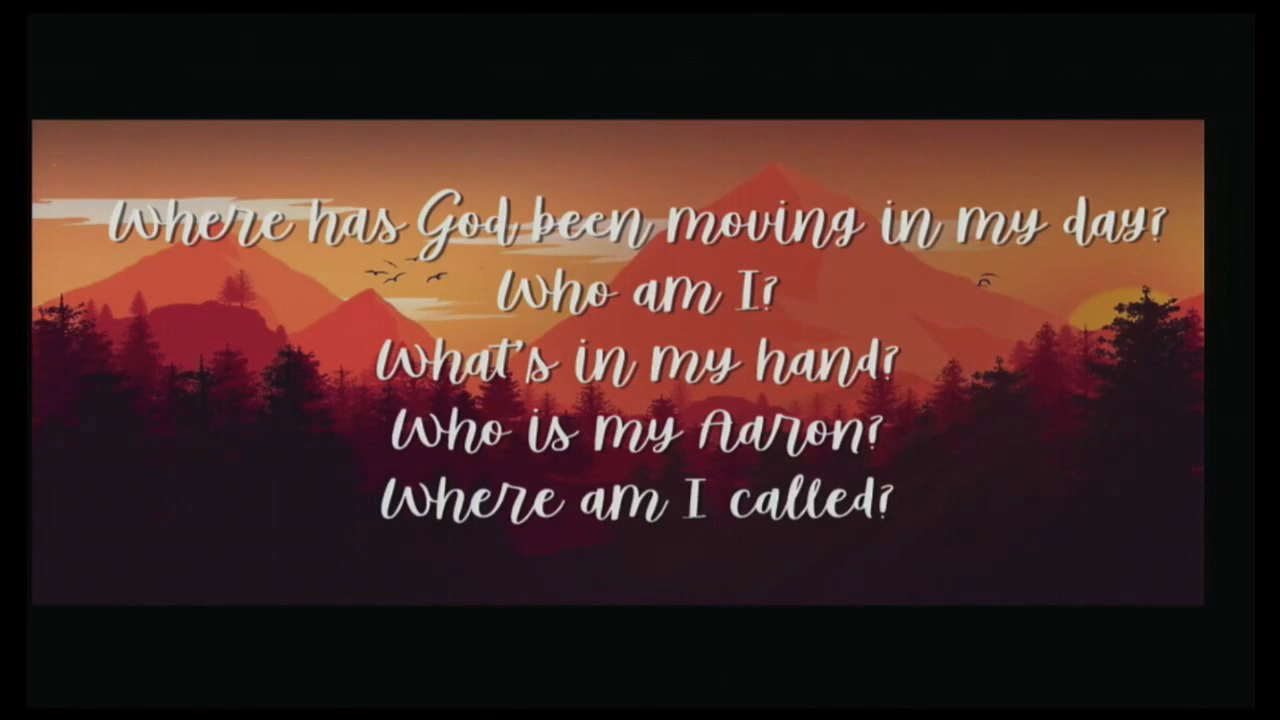 Where has God been moving in my day?
Who am I?
What's in my hand?
Who is my Aaron?
Where am I called?